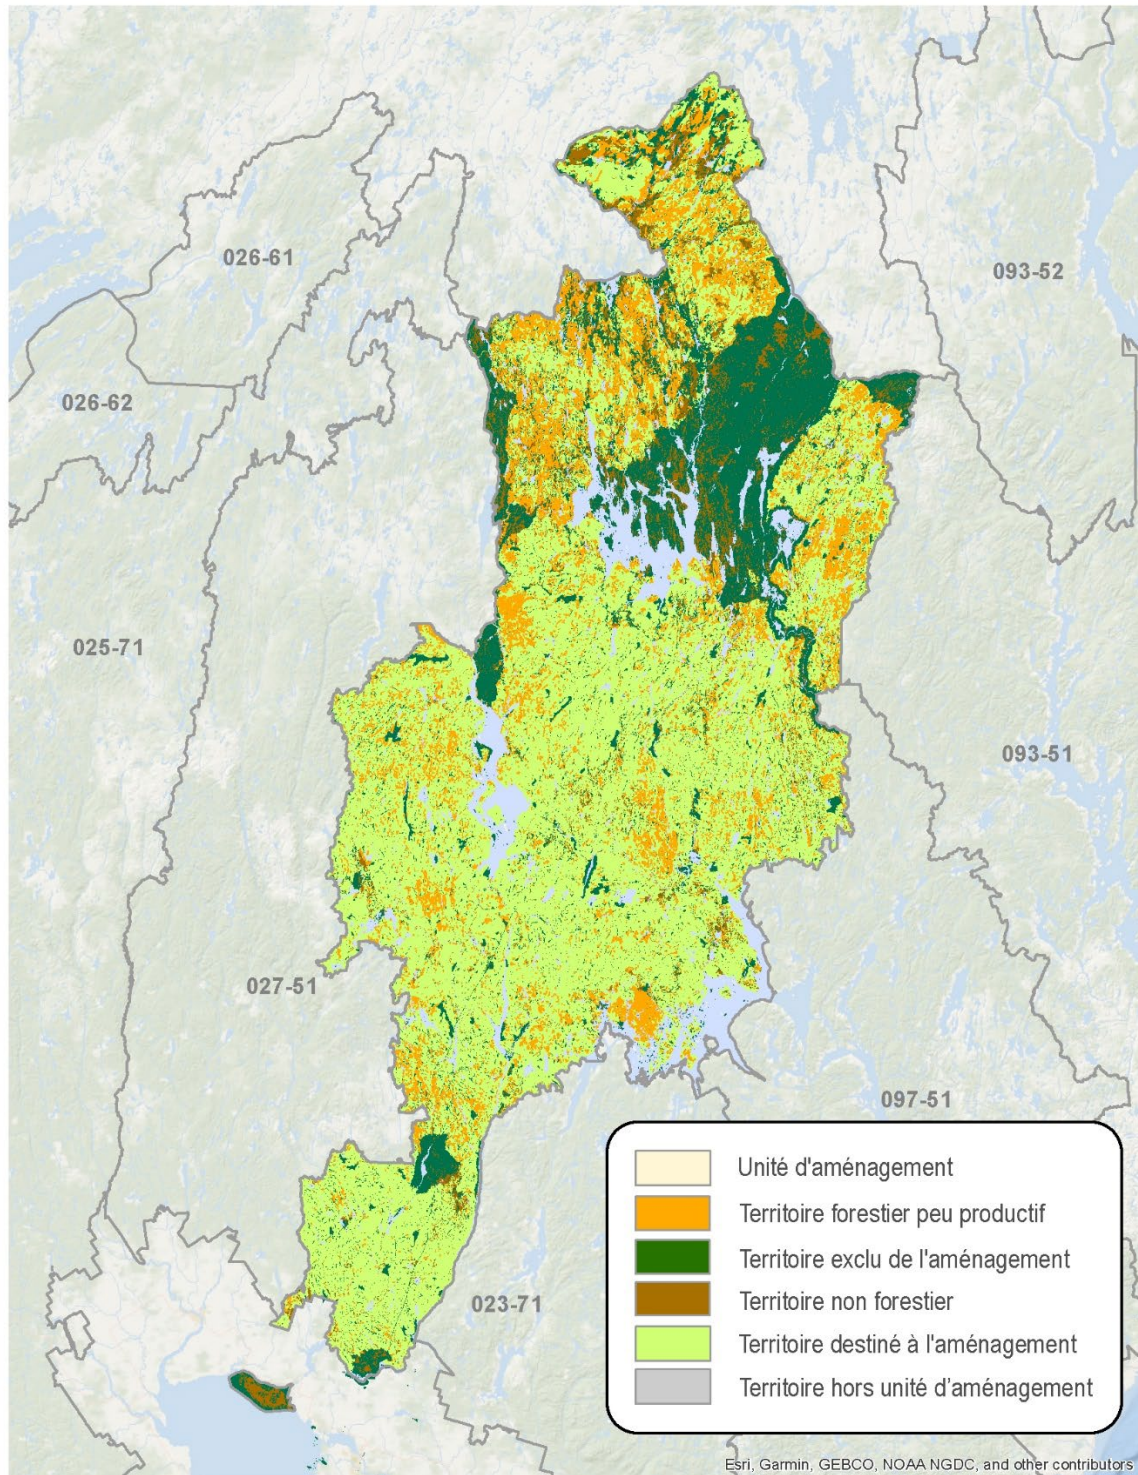 026-61
093-52
026-62
025-71
093-51
027-51
097-51
023-71
Unité d'aménagement
Territoire forestier peu productif
Territoire exclu de l'aménagement
Territoire non forestier
Territoire destiné à l'aménagement
Territoire hors unité d’aménagement
Esri, Garmin, GEBCO, NOAA NGDC, and other contributors